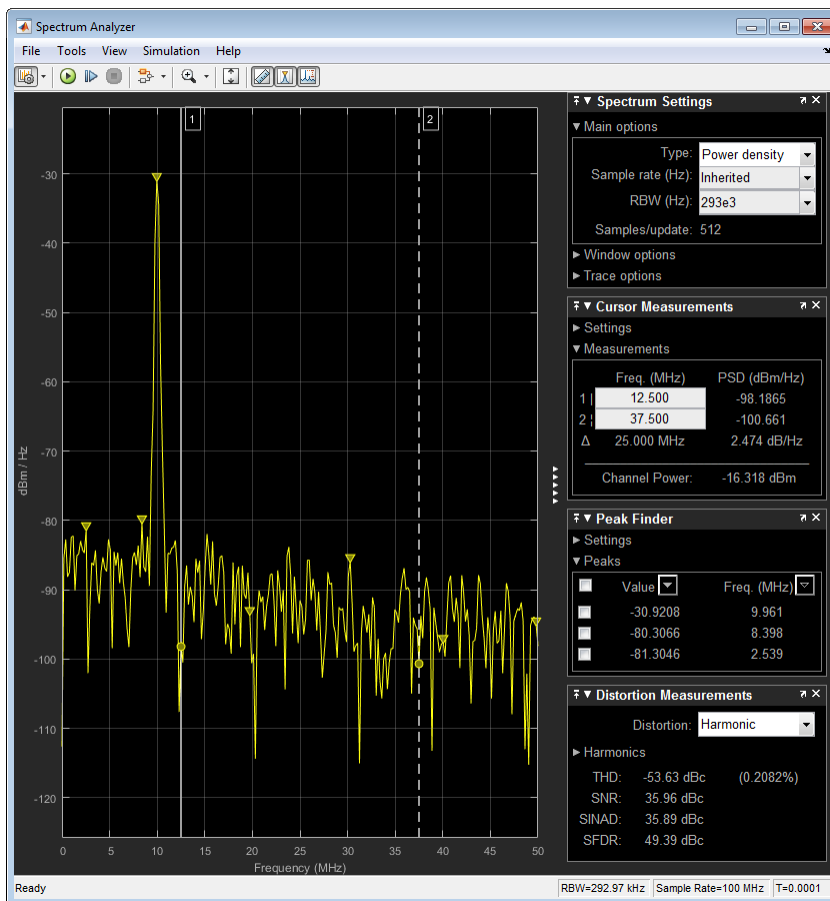 Spectrum Analyzer
File Tools View Simulation Help
1
2
-30
-40
-50
-60
-70
-80
-90
-100
-110
-120
dBm / Hz
0 5 10 15 20 25 30 35 40 45 50
Frequency (MHz)
Spectrum Settings
Main options
Type: Power density
Sample rate (Hz): Inherited
RBW (Hz): 293e3
Samples/update: 512
Window options
Trace options
Cursor Measurements
Settings
Measurements
Freq. (MHz) PSD (dBm/Hz)
1 | 12.500 -98.1865
2 ¦ 37.500 -100.661
Δ 25.000 MHz 2.474 dB/Hz
Channel Power: -16.318 dBm
Peak Finder
Settings
Peaks
Value Freq. (MHz)
-30.9208 9.961
-80.3066 8.398
-81.3046 2.539
Distortion Measurements
Distortion: Harmonic
Harmonics
THD: -53.63 dBc (0.2082%)
SNR: 35.96 dBc
SINAD: 35.89 dBc
SFDR: 49.39 dBc
Ready RBW=292.97 kHz Sample Rate=100 MHz T=0.0001